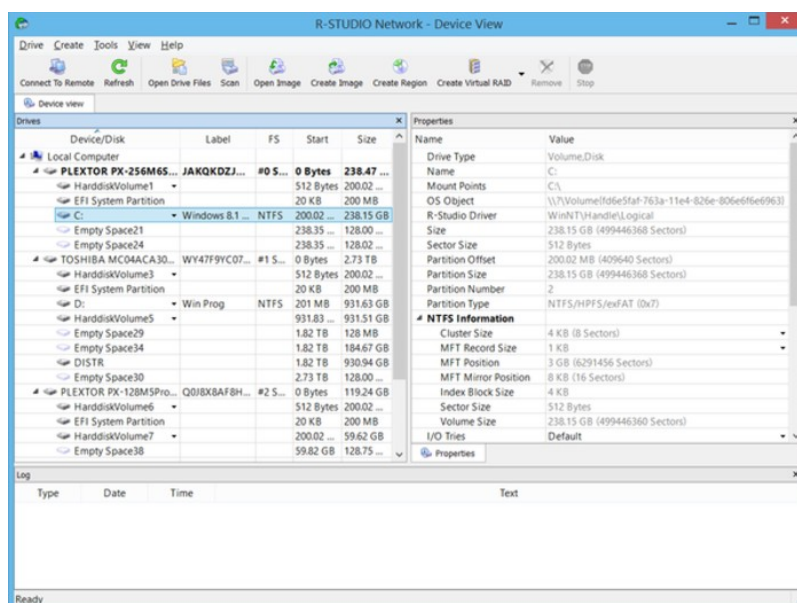 R-STUDIO Network - Device View
Drive Create Tools View Help
Connect To Remote Refresh Open Drive Files Scan Open Image Create Image Create Region Create Virtual RAID Remove Stop
Device view
Drives
Device/Disk Label FS Start Size
Local Computer
PLEXTOR PX-256M6S... JAKQKDZJ... #0 S... 0 Bytes 238.47 ...
HarddiskVolume1 512 Bytes 200.02 ...
EFI System Partition 20 KB 200 MB
C: Windows 8.1 ... NTFS 200.02 ... 238.15 GB
Empty Space21 238.35 ... 128.00 ...
Empty Space24 238.35 ... 128.02 ...
TOSHIBA MC04ACA30... WY47F9YC07... #1 S... 0 Bytes 2.73 TB
HarddiskVolume3 512 Bytes 200.02 ...
EFI System Partition 20 KB 200 MB
D: Win Prog NTFS 201 MB 931.63 GB
HarddiskVolume5 931.83 ... 931.51 GB
Empty Space29 1.82 TB 128 MB
Empty Space34 1.82 TB 184.67 GB
DISTR 1.82 TB 930.94 GB
Empty Space30 2.73 TB 128.00 ...
PLEXTOR PX-128M5Pro... Q0J8X8AF8H... #2 S... 0 Bytes 119.24 GB
HarddiskVolume6 512 Bytes 200.02 ...
EFI System Partition 20 KB 200 MB
HarddiskVolume7 200.02 ... 59.62 GB
Empty Space38 59.82 GB 128.75 ...
Properties
Name Value
Drive Type Volume,Disk
Name C:
Mount Points C:\
OS Object \\?\Volume{fd6e5faf-763a-11e4-826e-806e6f6e6963}
R-Studio Driver WinNT\Handle\Logical
Size 238.15 GB (499446368 Sectors)
Sector Size 512 Bytes
Partition Offset 200.02 MB (409640 Sectors)
Partition Size 238.15 GB (499446368 Sectors)
Partition Number 2
Partition Type NTFS/HPFS/exFAT (0x7)
NTFS Information
Cluster Size 4 KB (8 Sectors)
MFT Record Size 1 KB
MFT Position 3 GB (6291456 Sectors)
MFT Mirror Position 8 KB (16 Sectors)
Index Block Size 4 KB
Sector Size 512 Bytes
Volume Size 238.15 GB (499446360 Sectors)
I/O Tries Default
Properties
Log
Type Date Time Text
Ready